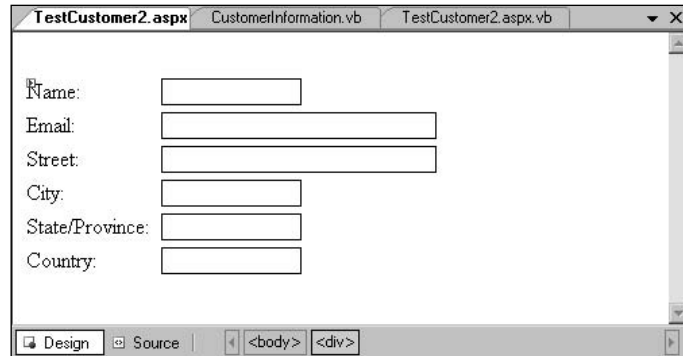 TestCustomer2.aspx CustomerInformation.vb TestCustomer2.aspx.vb
Name:
Email:
Street:
City:
State/Province:
Country:
Design Source <body> <div>